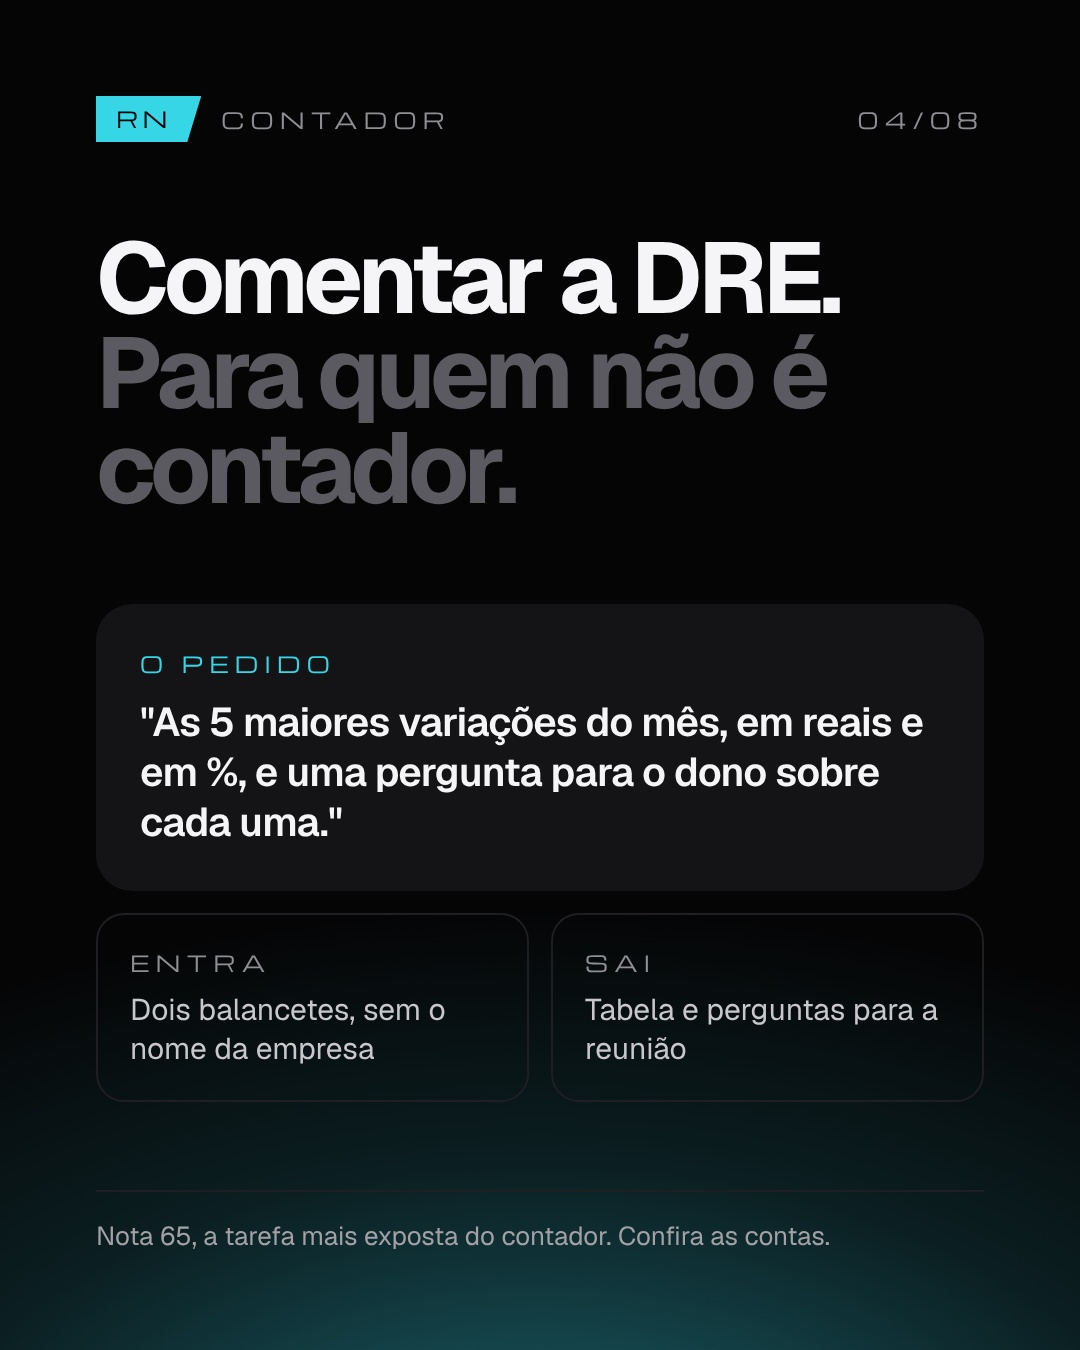 RN CONTADOR 04/08
Comentar a DRE.
Para quem não é
contador.
O PEDIDO
"As 5 maiores variações do mês, em reais e
em %, e uma pergunta para o dono sobre
cada uma."
ENTRA
Dois balancetes, sem o
nome da empresa
SAI
Tabela e perguntas para a
reunião
Nota 65, a tarefa mais exposta do contador. Confira as contas.